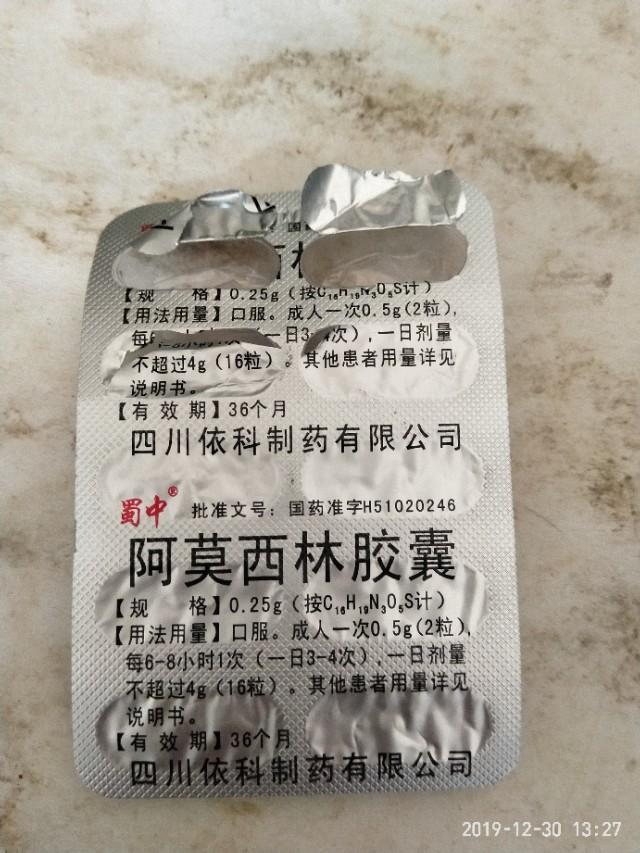 【规 格】0.25g(按C₁₆H₁₉N₃O₅S计)
【用法用量】口服。成人一次0.5g(2粒),
每6-8小时1次(一日3-4次),一日剂量
不超过4g(16粒)。其他患者用量详见
说明书。
【有 效 期】36个月
四川依科制药有限公司
蜀中® 批准文号:国药准字H51020246
阿莫西林胶囊
【规 格】0.25g(按C₁₆H₁₉N₃O₅S计)
【用法用量】口服。成人一次0.5g(2粒),
每6-8小时1次(一日3-4次),一日剂量
不超过4g(16粒)。其他患者用量详见
说明书。
【有 效 期】36个月
四川依科制药有限公司
2019-12-30 13:27